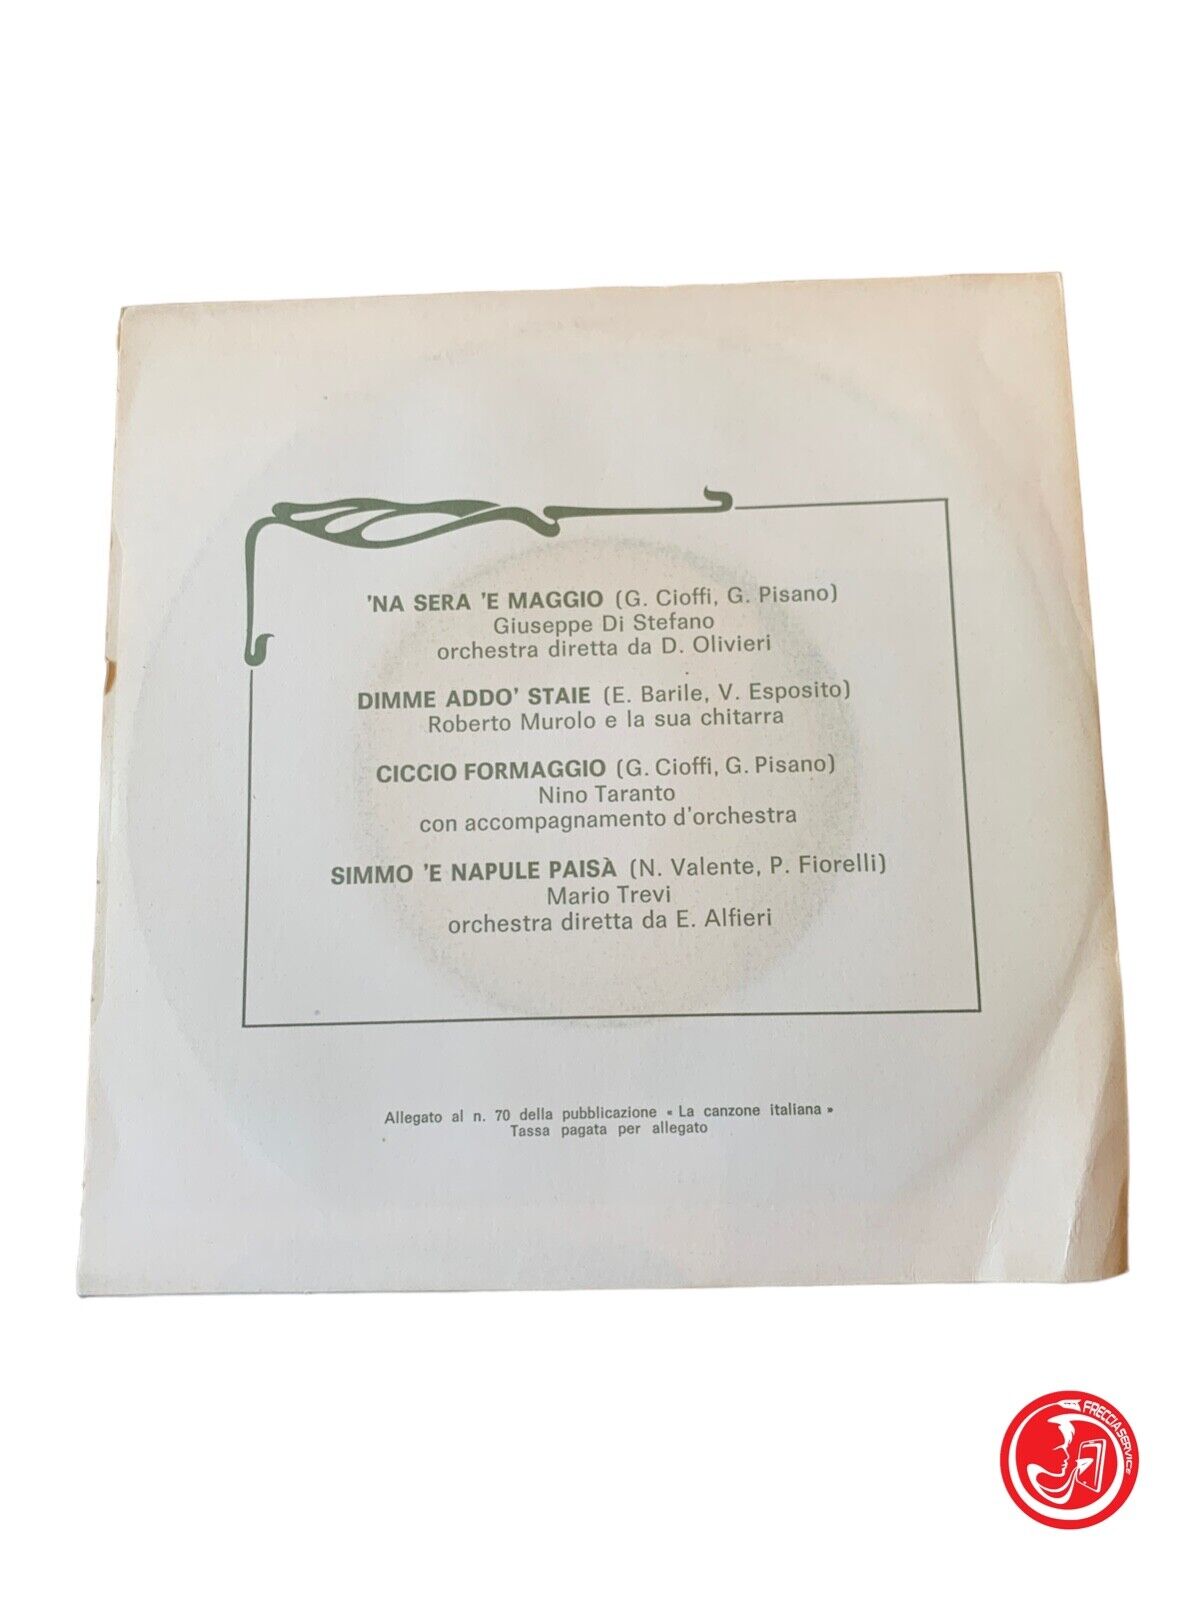 'NA SERA 'E MAGGIO (G. Cioffi, G. Pisano)
Giuseppe Di Stefano
orchestra diretta da D. Olivieri
DIMME ADDO' STAIE (E. Barile, V. Esposito)
Roberto Murolo e la sua chitarra
CICCIO FORMAGGIO (G. Cioffi, G. Pisano)
Nino Taranto
con accompagnamento d'orchestra
SIMMO 'E NAPULE PAISÀ (N. Valente, P. Fiorelli)
Mario Trevi
orchestra diretta da E. Alfieri
Allegato al n. 70 della pubblicazione « La canzone italiana »
Tassa pagata per allegato
FRECCIA SERVICE